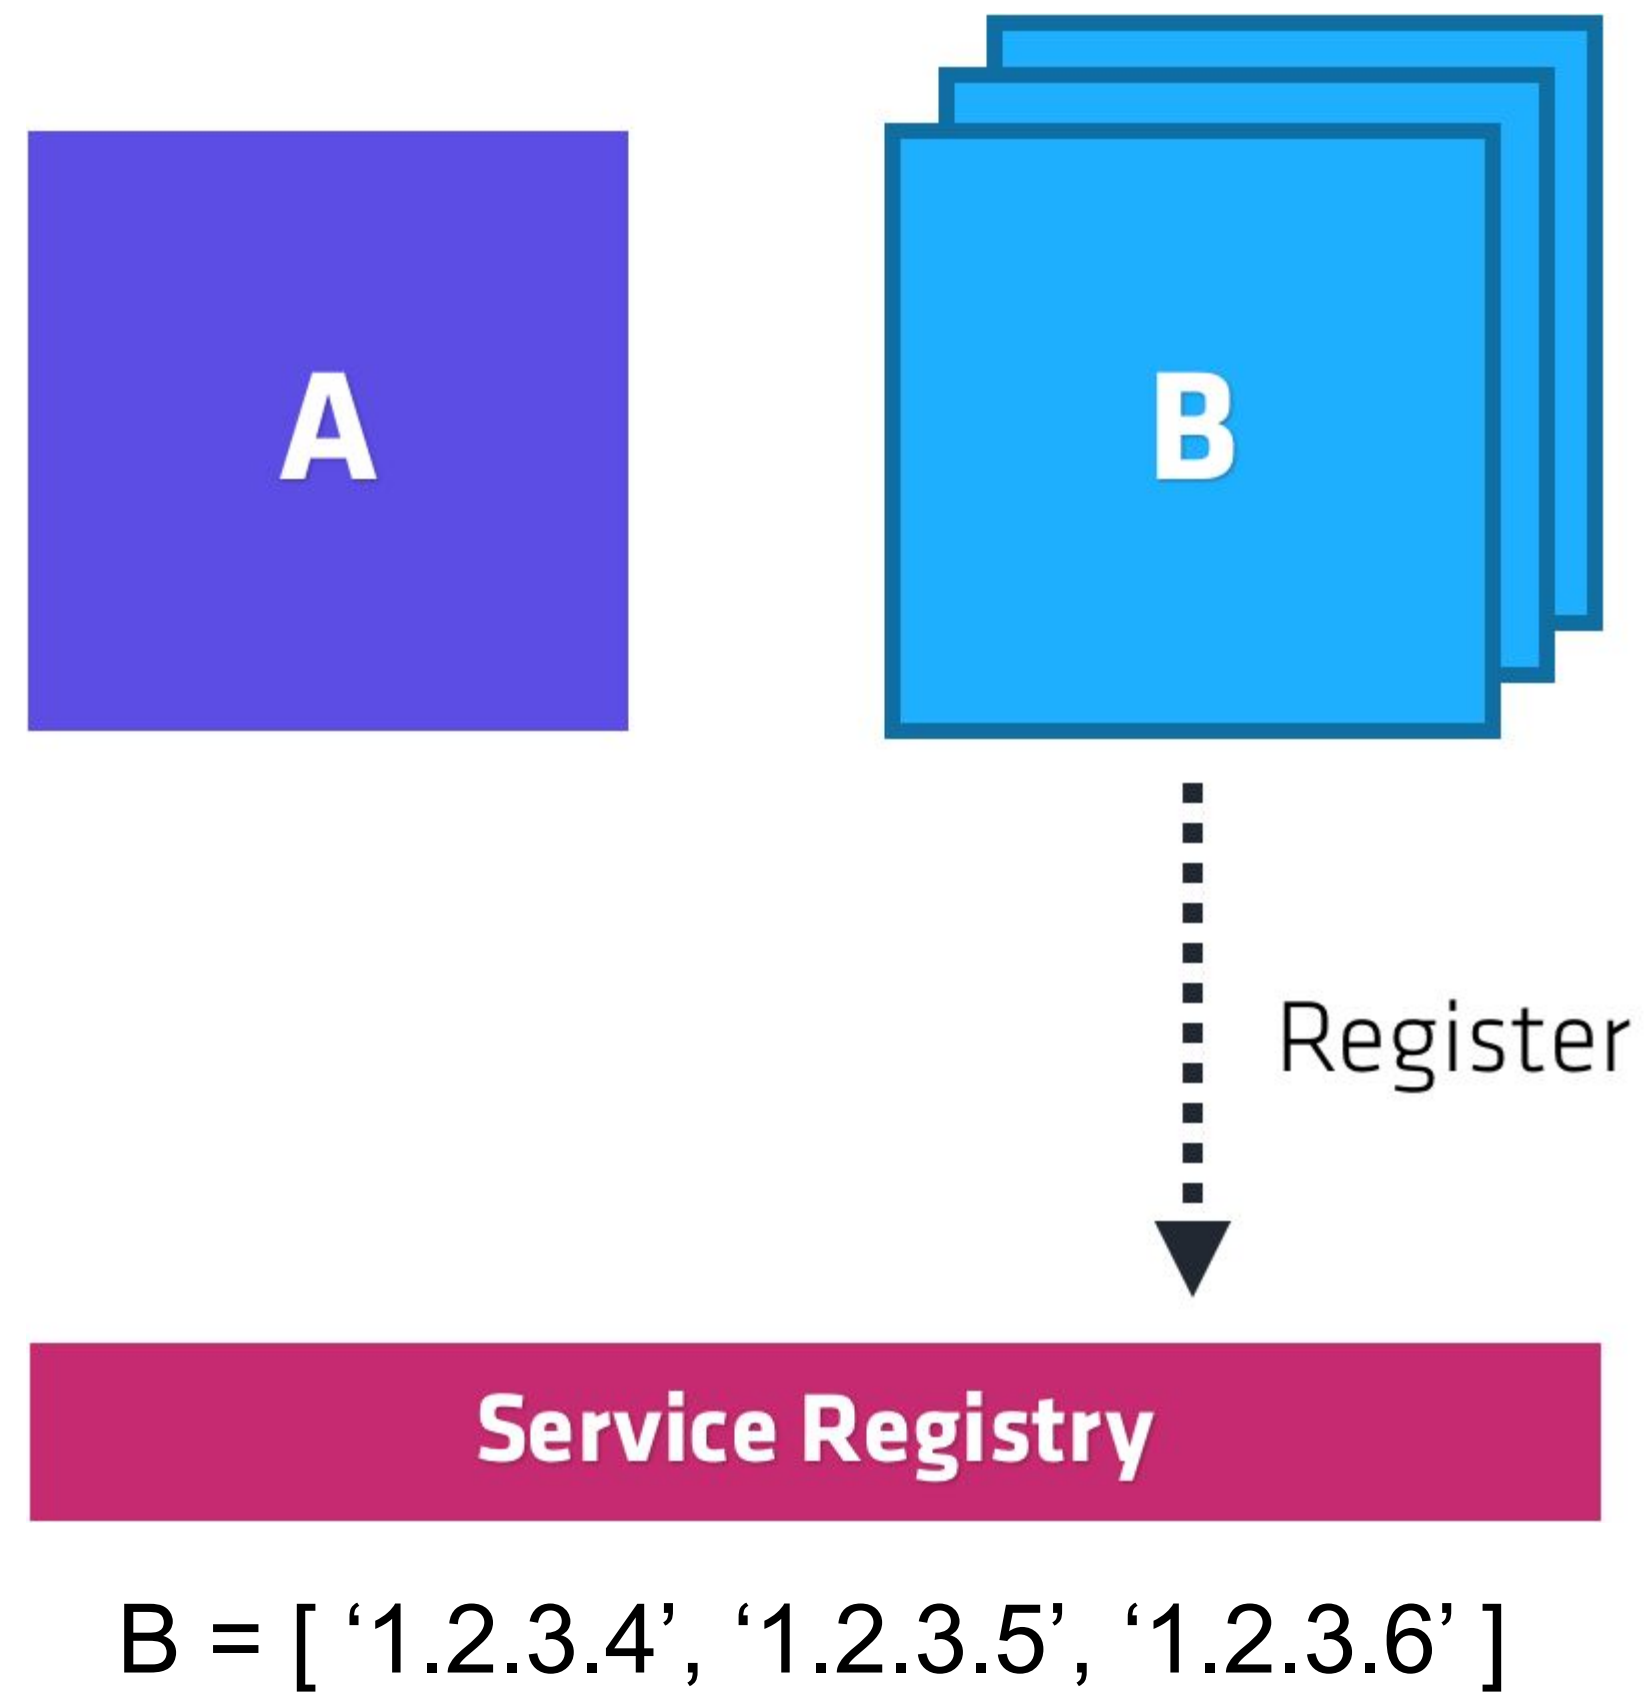 A
B
Register
Service Registry
B = [ ‘1.2.3.4’, ‘1.2.3.5’, ‘1.2.3.6’ ]